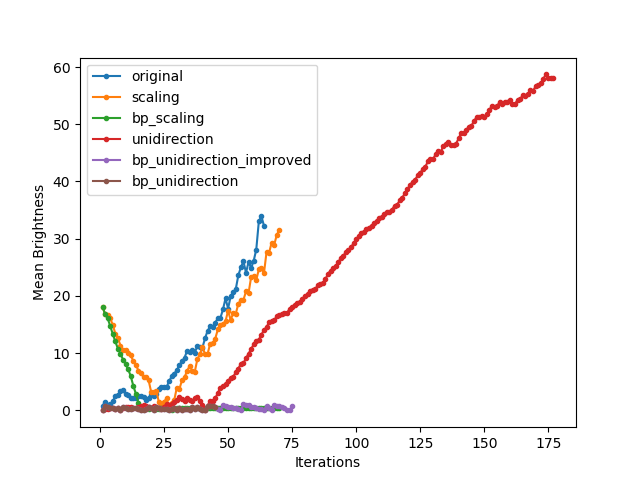 60
50
40
30
20
10
0
Mean Brightness
original
scaling
bp_scaling
unidirection
bp_unidirection_improved
bp_unidirection
0 25 50 75 100 125 150 175
Iterations